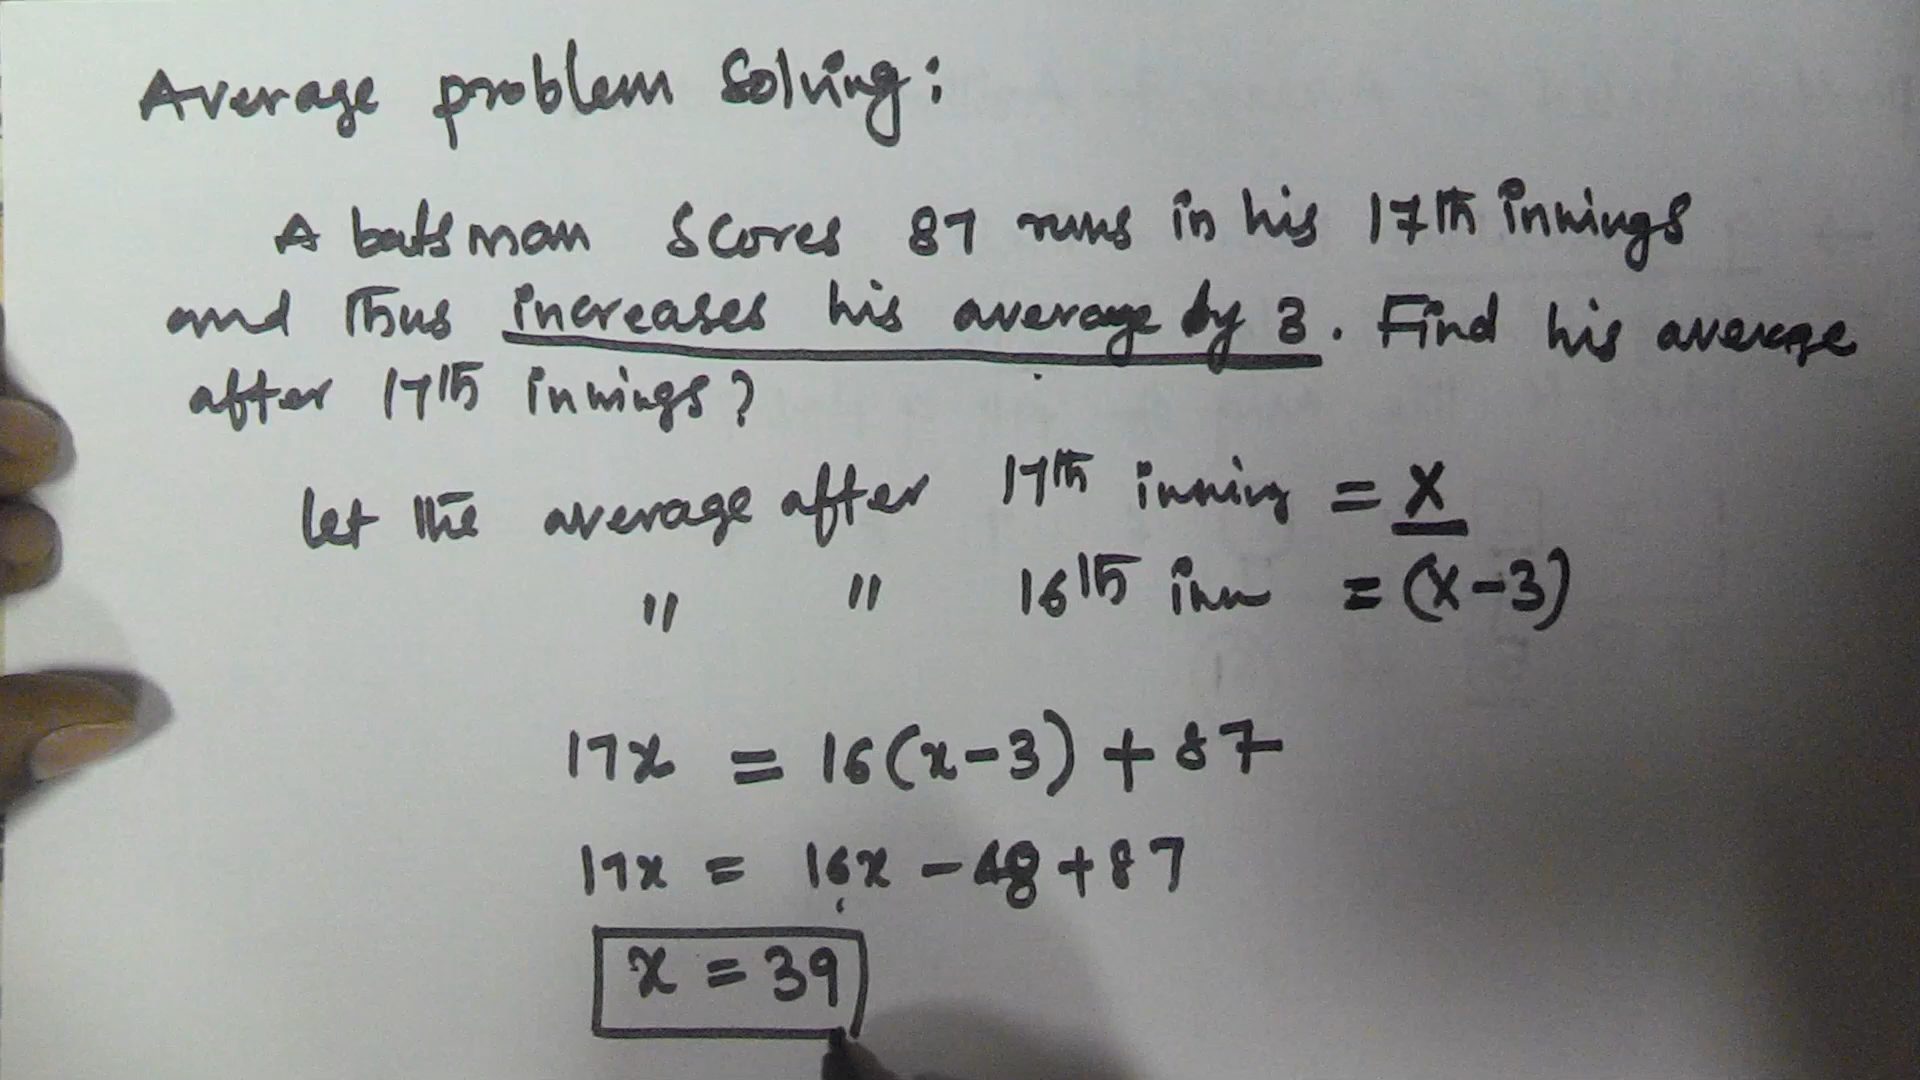 Average problem Solving:
A batsman Scores 87 runs in his 17th innings
and thus increases his average by 3. Find his average
after 17th innings?
let the average after 17th inning = x
" " 16th inn = (x-3)
17x = 16(x-3) + 87
17x = 16x - 48 + 87
x = 39